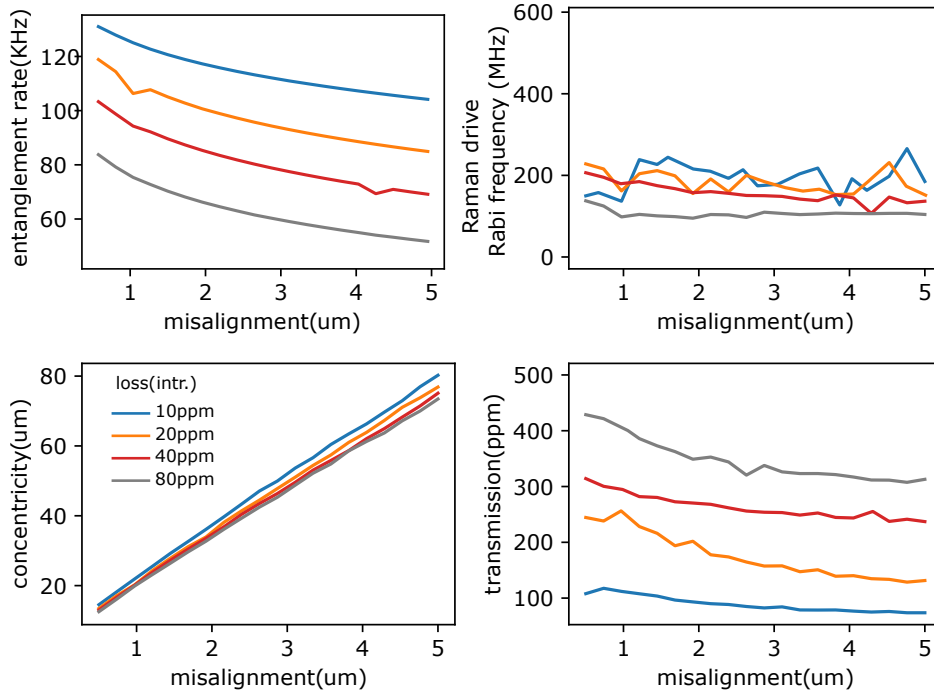 entanglement rate(KHz)
120
100
80
60
1 2 3 4 5
misalignment(um)
Raman drive
Rabi frequency (MHz)
600
400
200
0
1 2 3 4 5
misalignment(um)
concentricity(um)
80
60
40
20
loss(intr.)
10ppm
20ppm
40ppm
80ppm
1 2 3 4 5
misalignment(um)
transmission(ppm)
500
400
300
200
100
1 2 3 4 5
misalignment(um)